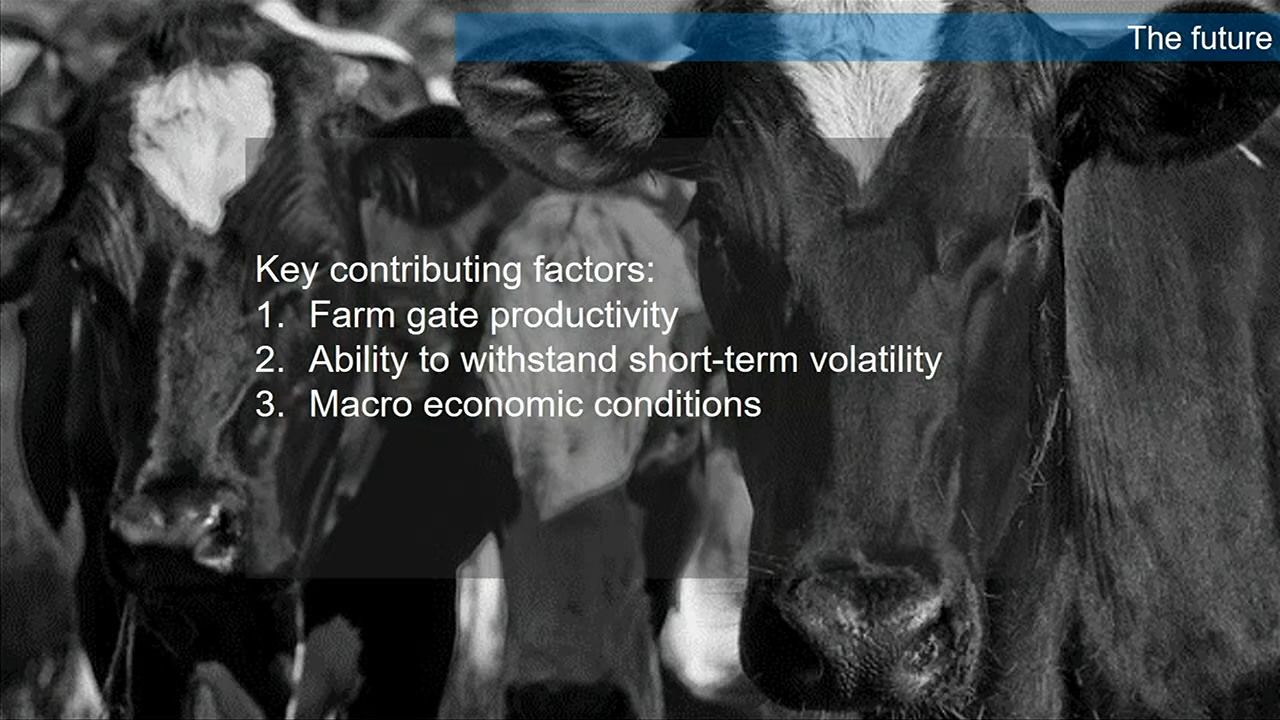 The future
Key contributing factors:
1. Farm gate productivity
2. Ability to withstand short-term volatility
3. Macro economic conditions